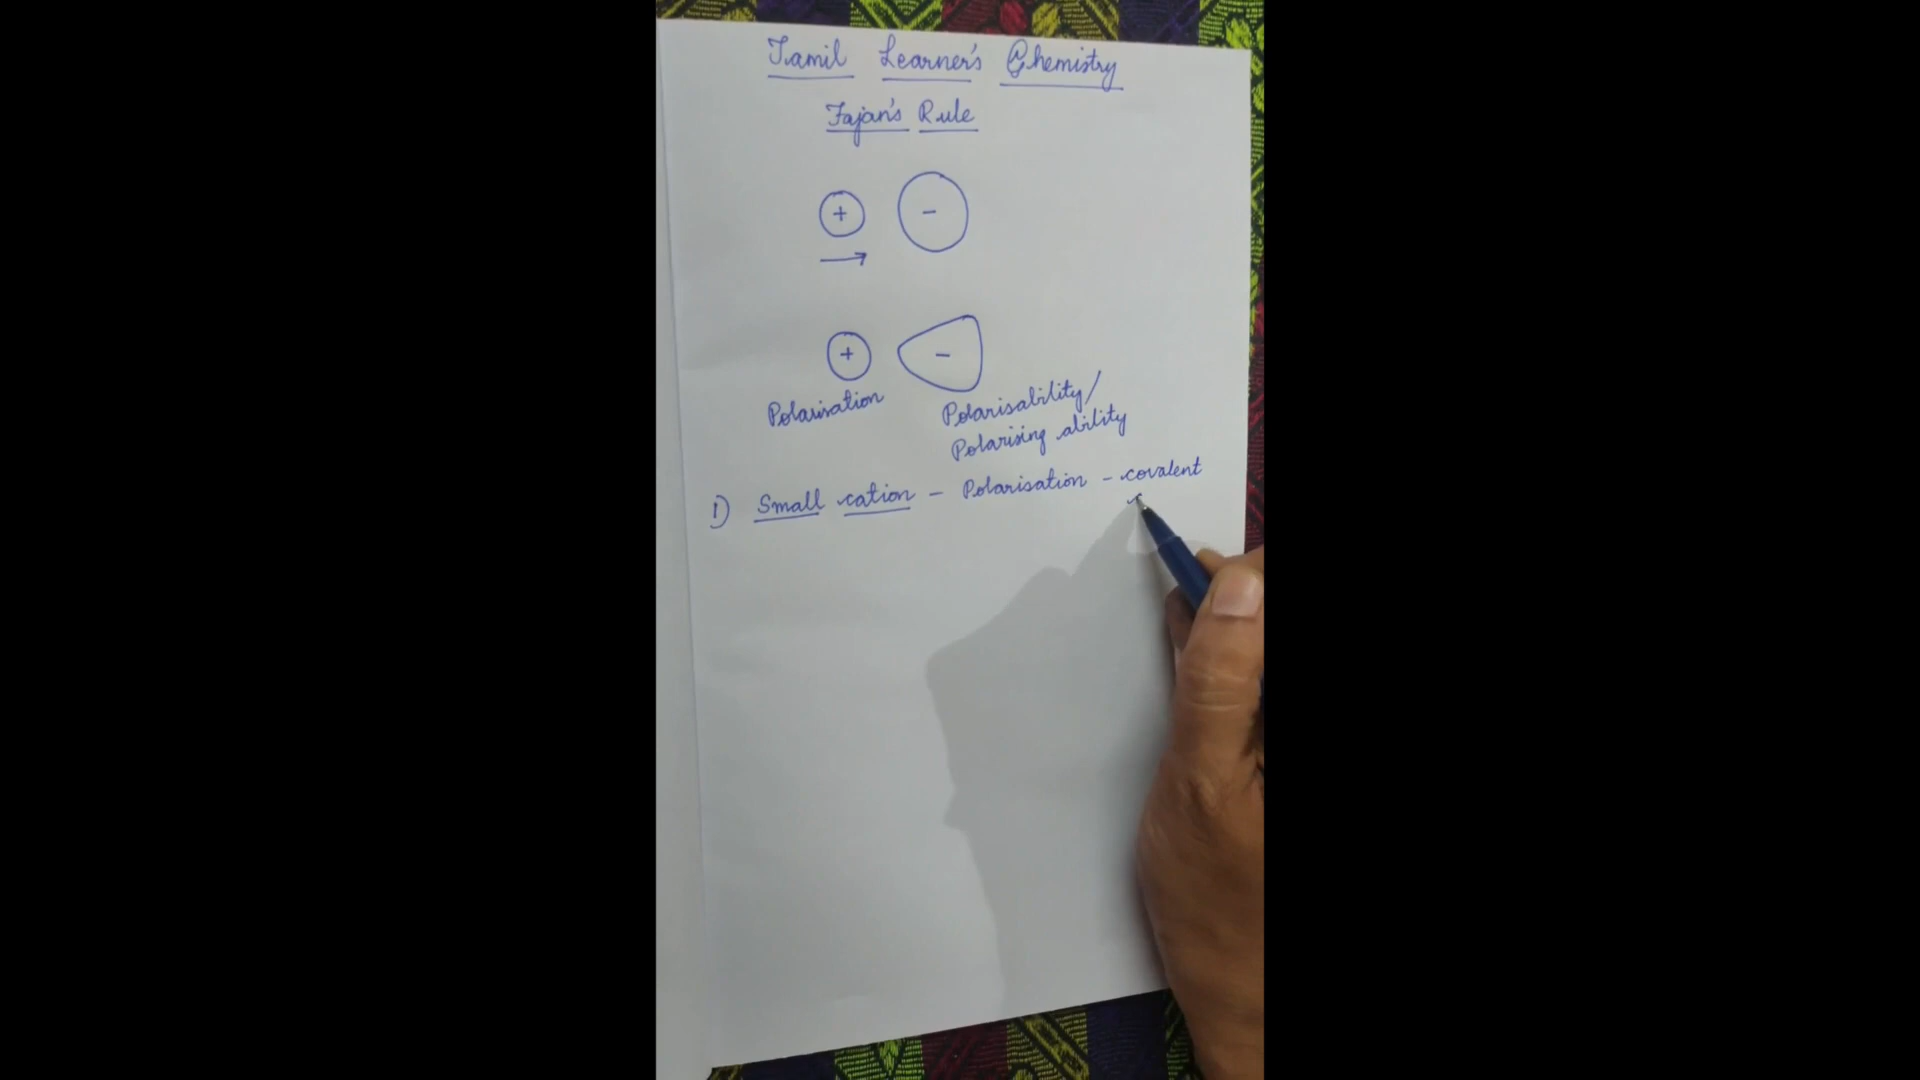 Tamil Learner's Chemistry
Fajan's Rule
+ -
+ -
Polarisation
Polarisability/
Polarising ability
1) Small cation - Polarisation - covalent